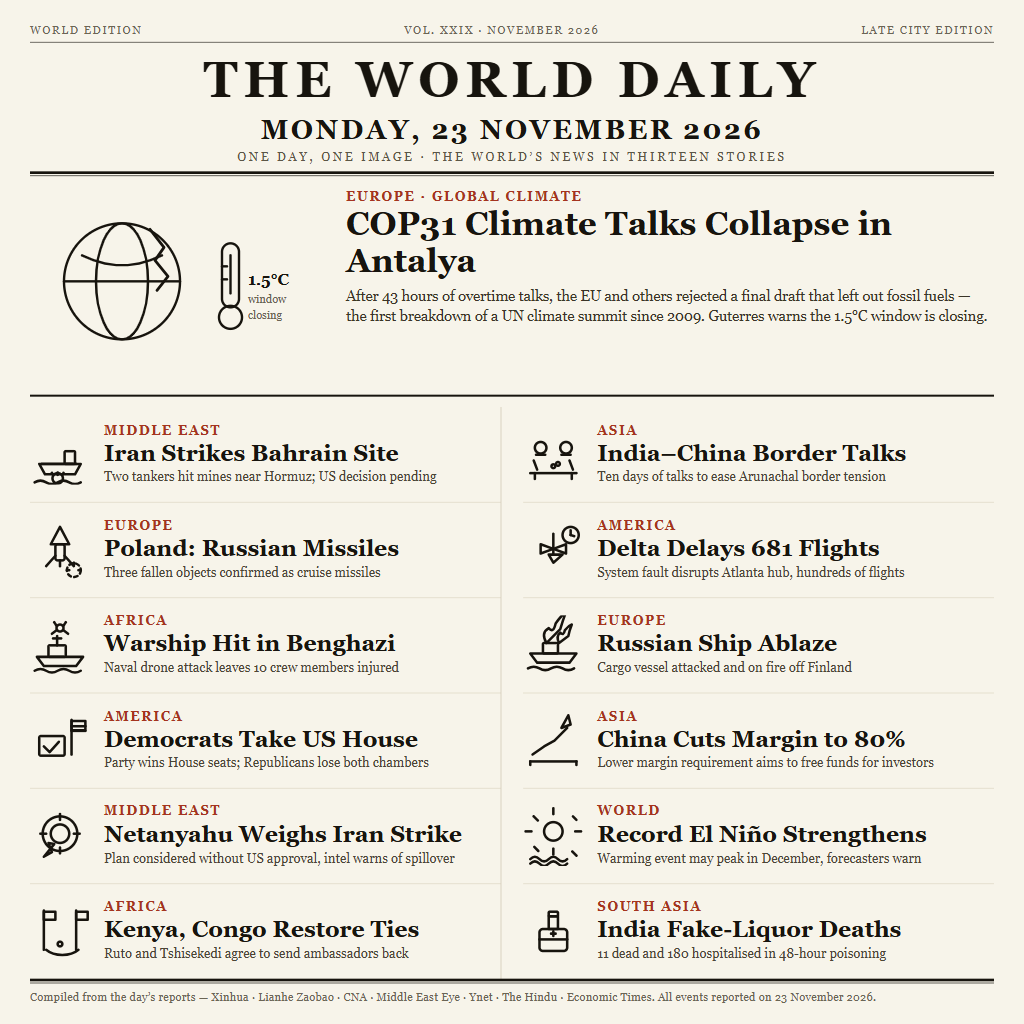 WORLD EDITION
VOL. XXIX · NOVEMBER 2026
LATE CITY EDITION
THE WORLD DAILY
MONDAY, 23 NOVEMBER 2026
ONE DAY, ONE IMAGE · THE WORLD'S NEWS IN THIRTEEN STORIES
1.5°C
window
closing
EUROPE · GLOBAL CLIMATE
COP31 Climate Talks Collapse in
Antalya
After 43 hours of overtime talks, the EU and others rejected a final draft that left out fossil fuels —
the first breakdown of a UN climate summit since 2009. Guterres warns the 1.5°C window is closing.
MIDDLE EAST
Iran Strikes Bahrain Site
Two tankers hit mines near Hormuz; US decision pending
ASIA
India–China Border Talks
Ten days of talks to ease Arunachal border tension
EUROPE
Poland: Russian Missiles
Three fallen objects confirmed as cruise missiles
AMERICA
Delta Delays 681 Flights
System fault disrupts Atlanta hub, hundreds of flights
AFRICA
Warship Hit in Benghazi
Naval drone attack leaves 10 crew members injured
EUROPE
Russian Ship Ablaze
Cargo vessel attacked and on fire off Finland
AMERICA
Democrats Take US House
Party wins House seats; Republicans lose both chambers
ASIA
China Cuts Margin to 80%
Lower margin requirement aims to free funds for investors
MIDDLE EAST
Netanyahu Weighs Iran Strike
Plan considered without US approval, intel warns of spillover
WORLD
Record El Niño Strengthens
Warming event may peak in December, forecasters warn
AFRICA
Kenya, Congo Restore Ties
Ruto and Tshisekedi agree to send ambassadors back
SOUTH ASIA
India Fake-Liquor Deaths
11 dead and 180 hospitalised in 48-hour poisoning
Compiled from the day's reports — Xinhua · Lianhe Zaobao · CNA · Middle East Eye · Ynet · The Hindu · Economic Times. All events reported on 23 November 2026.